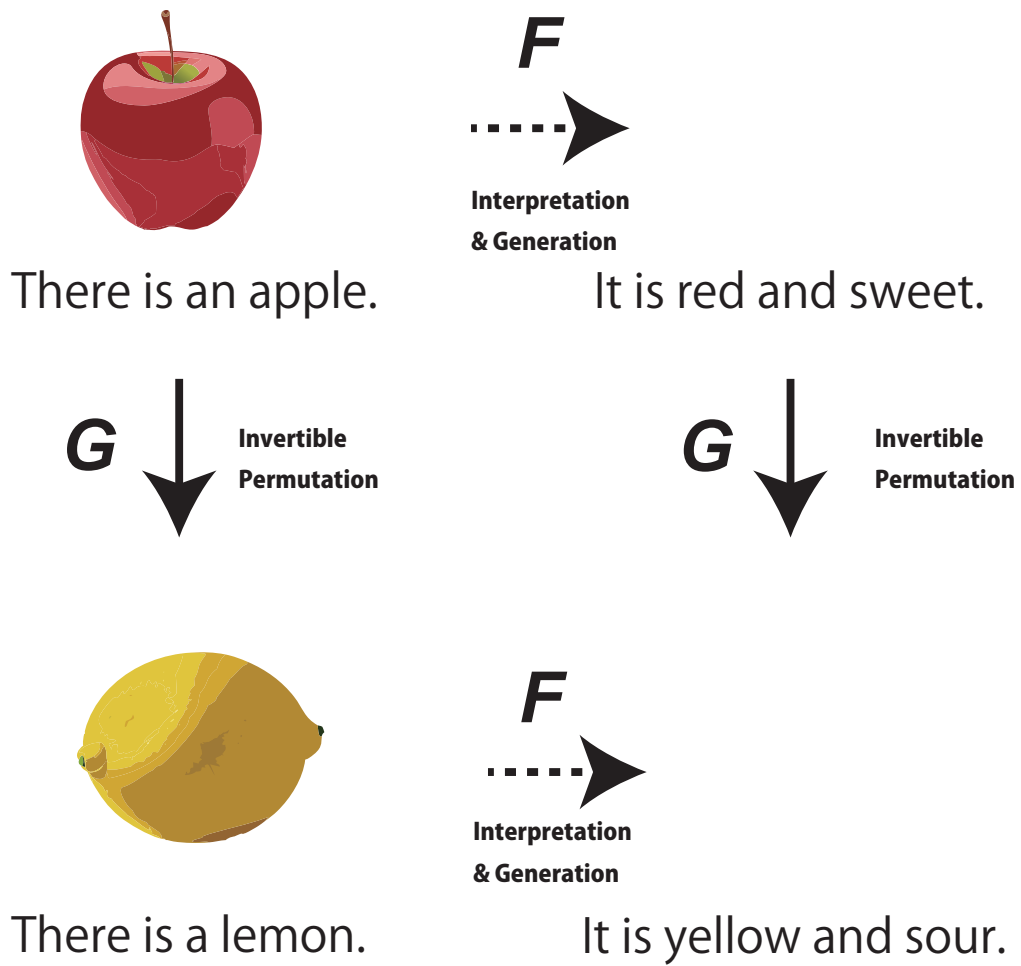 F
Interpretation
& Generation
There is an apple.
It is red and sweet.
G
Invertible
Permutation
G
Invertible
Permutation
F
Interpretation
& Generation
There is a lemon.
It is yellow and sour.